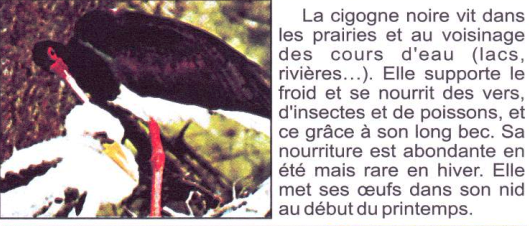 La cigogne noire vit dans
les prairies et au voisinage
des cours d'eau (lacs,
rivières...). Elle supporte le
froid et se nourrit des vers,
d'insectes et de poissons, et
ce grâce à son long bec. Sa
nourriture est abondante en
été mais rare en hiver. Elle
met ses œufs dans son nid
au début du printemps.